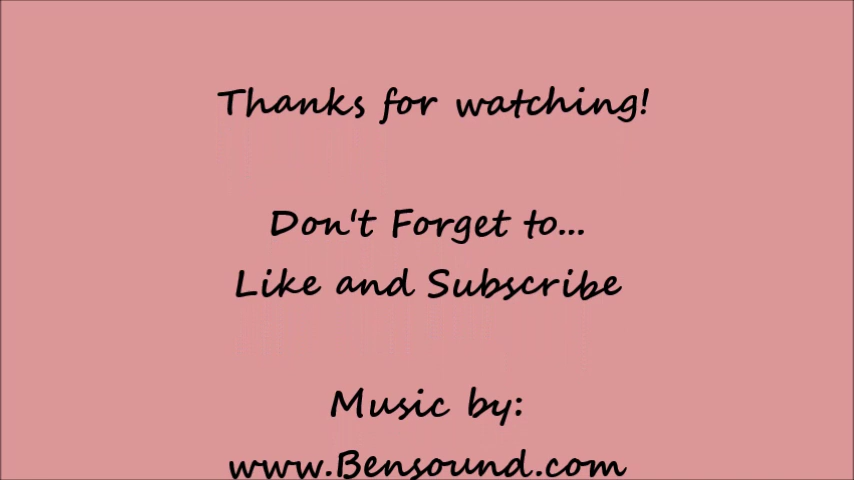 Thanks for watching!
Don't Forget to...
Like and Subscribe
Music by:
www.Bensound.com